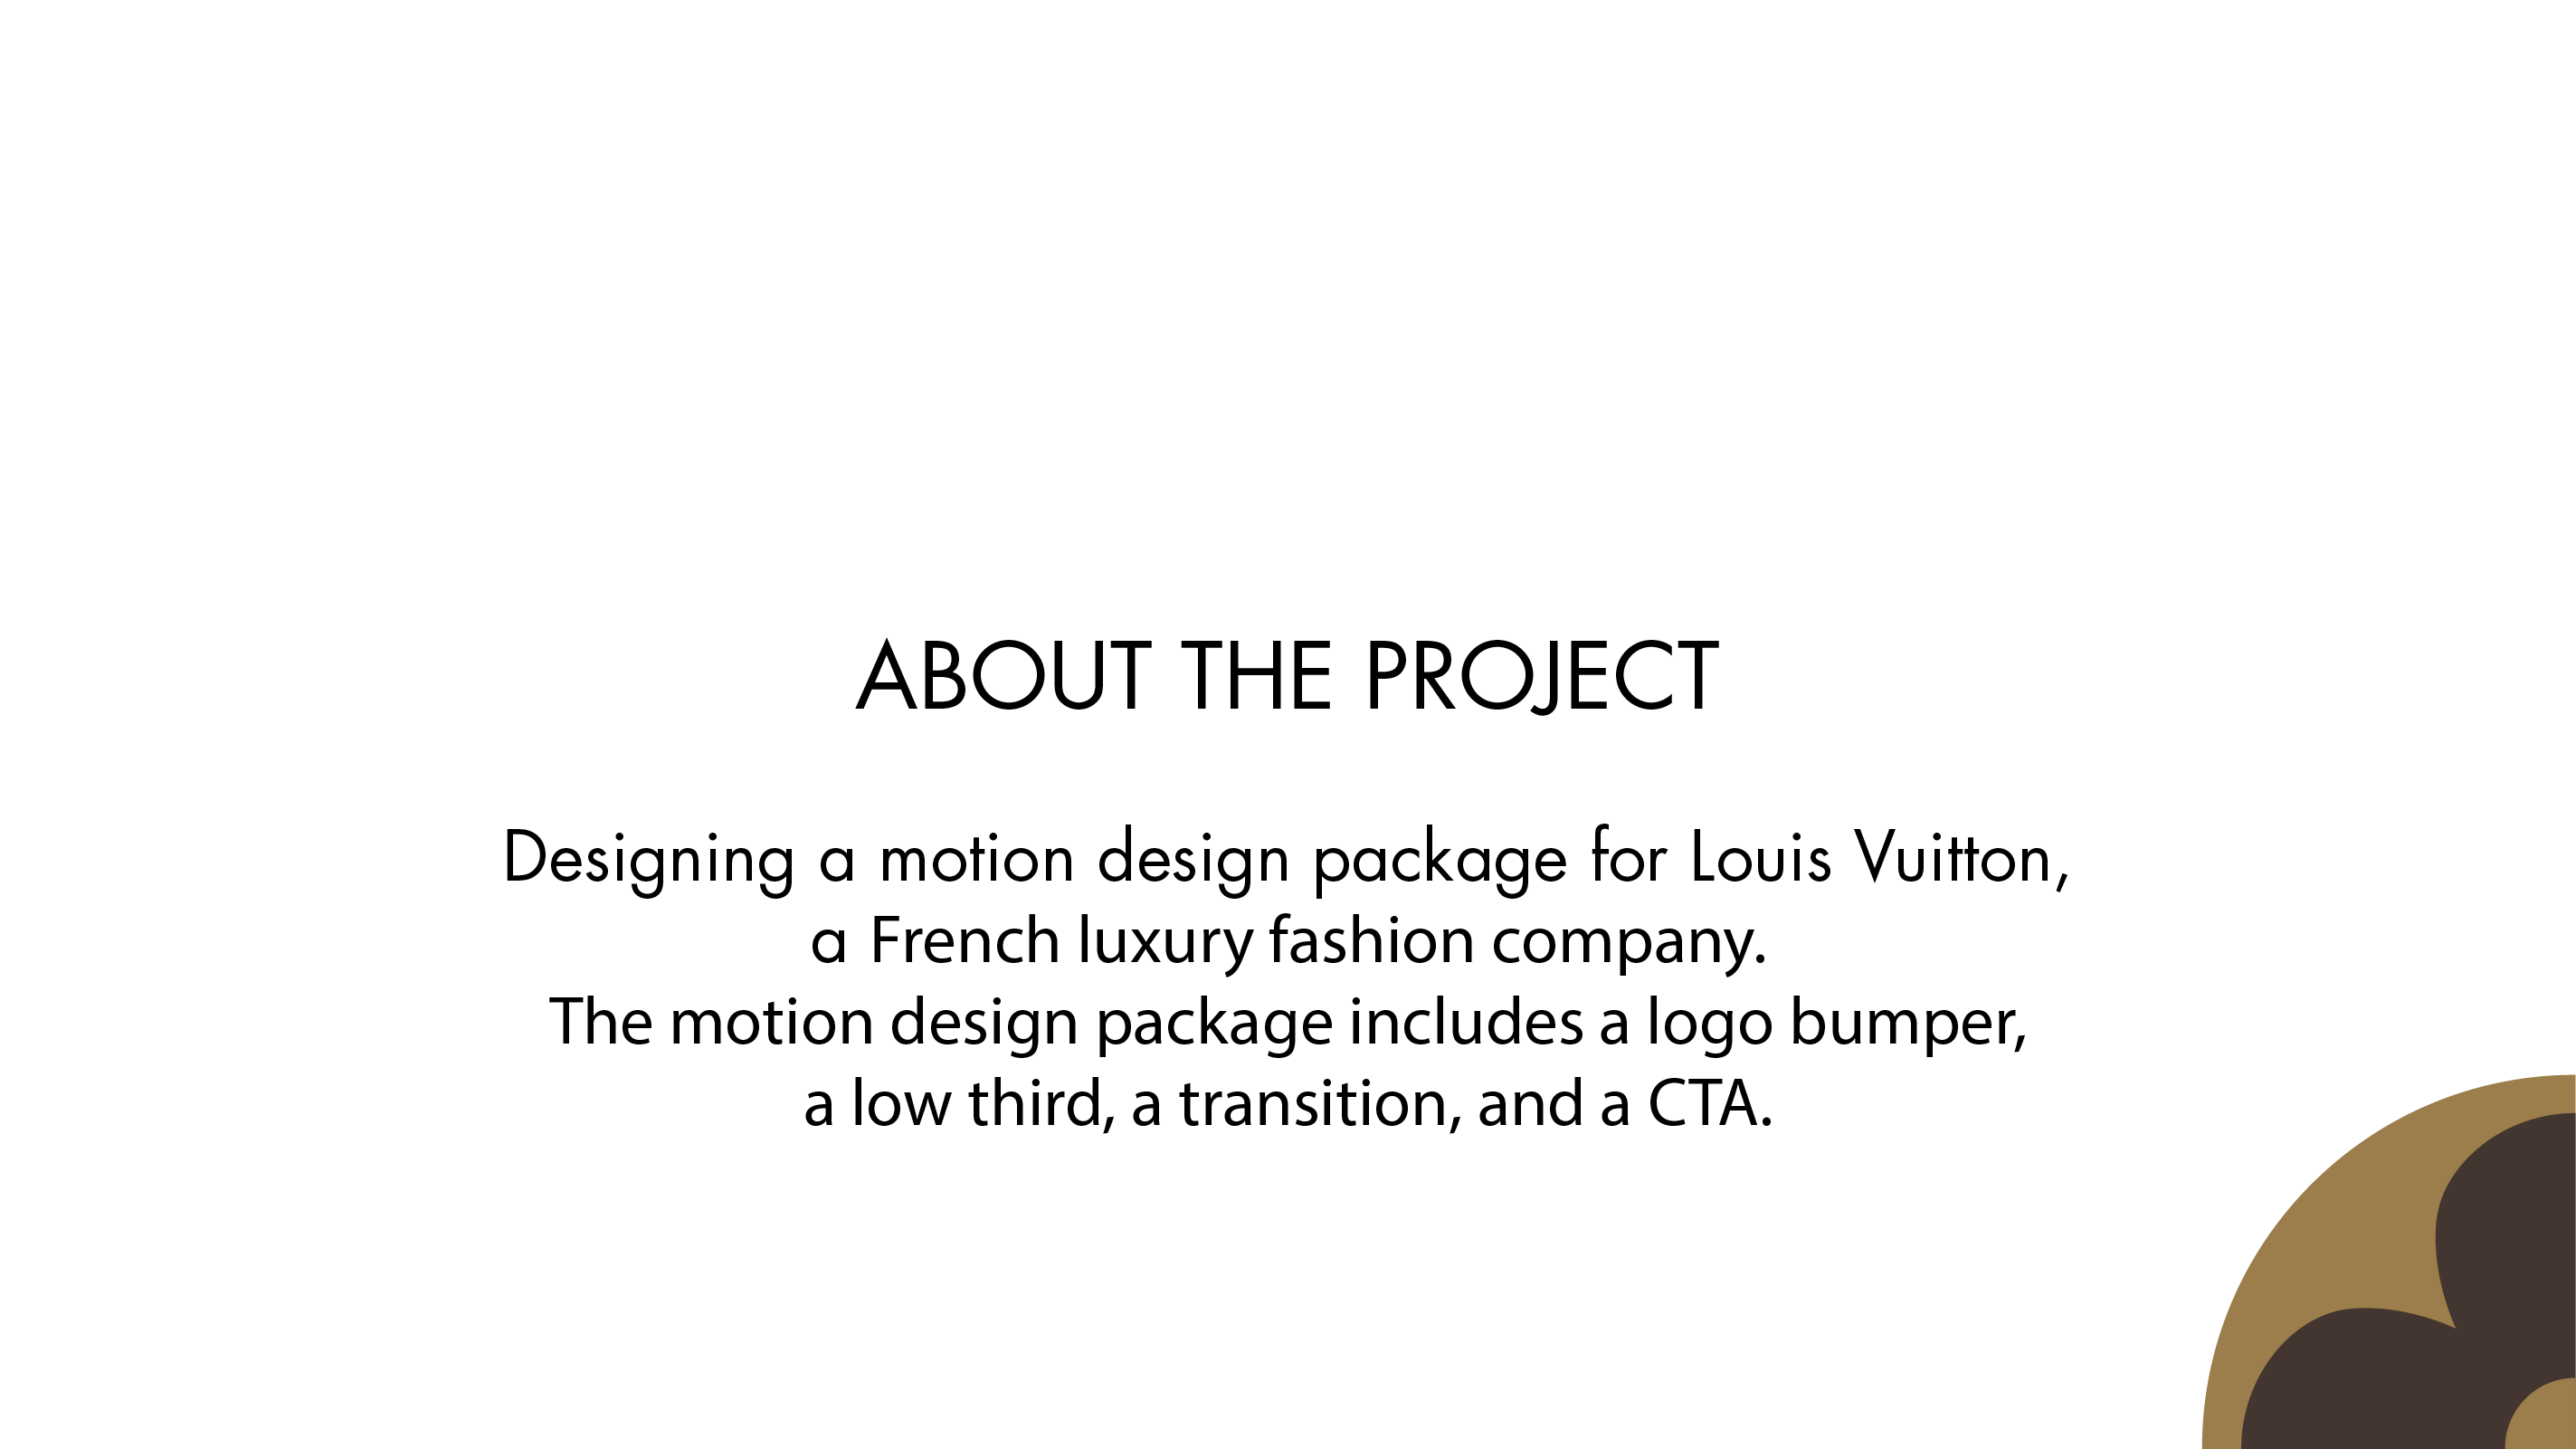 ABOUT THE PROJECT
Designing a motion design package for Louis Vuitton,
a French luxury fashion company.
The motion design package includes a logo bumper,
a low third, a transition, and a CTA.